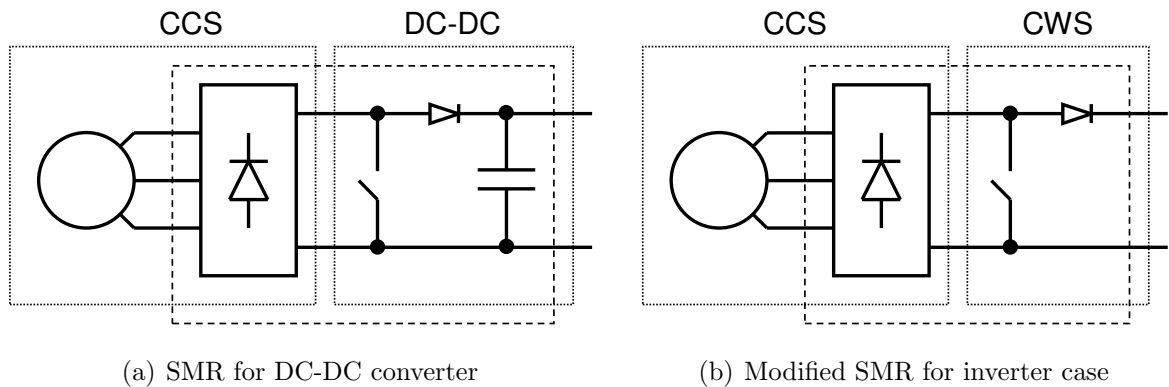 CCS DC-DC
CCS CWS
(a) SMR for DC-DC converter
(b) Modified SMR for inverter case